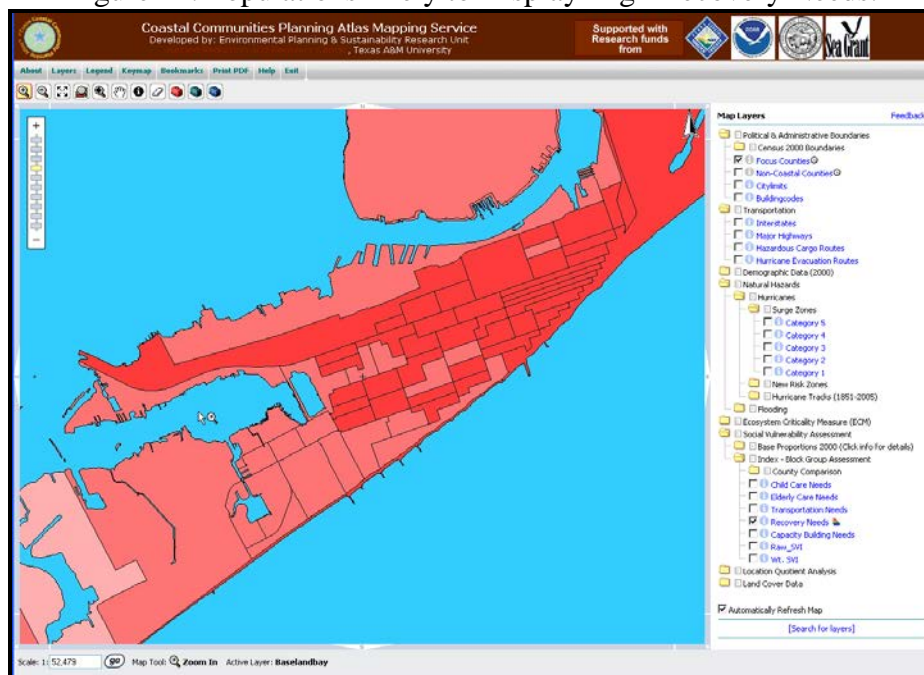 Coastal Communities Planning Atlas Mapping Service
Developed by: Environmental Planning & Sustainability Research Unit
, Texas A&M University
Supported with
Research funds
from
NOAA
Sea Grant
About Layers Legend Keymap Bookmarks Print PDF Help Exit
Map Layers Feedback
Political & Administrative Boundaries
Census 2000 Boundaries
Focus Counties
Non-Coastal Counties
Citylimits
Buildingcodes
Transportation
Interstates
Major Highways
Hazardous Cargo Routes
Hurricane Evacuation Routes
Demographic Data (2000)
Natural Hazards
Hurricanes
Surge Zones
Category 5
Category 4
Category 3
Category 2
Category 1
New Risk Zones
Hurricane Tracks (1851-2005)
Flooding
Ecosystem Criticality Measure (ECM)
Social Vulnerability Assessment
Base Proportions 2000 (Click info for details)
Index - Block Group Assessment
County Comparison
Child Care Needs
Elderly Care Needs
Transportation Needs
Recovery Needs
Capacity Building Needs
Raw_SVI
Wt. SVI
Location Quotient Analysis
Land Cover Data
Automatically Refresh Map
[Search for layers]
Scale: 1: 52,479 go Map Tool: Zoom In Active Layer: Baselandbay